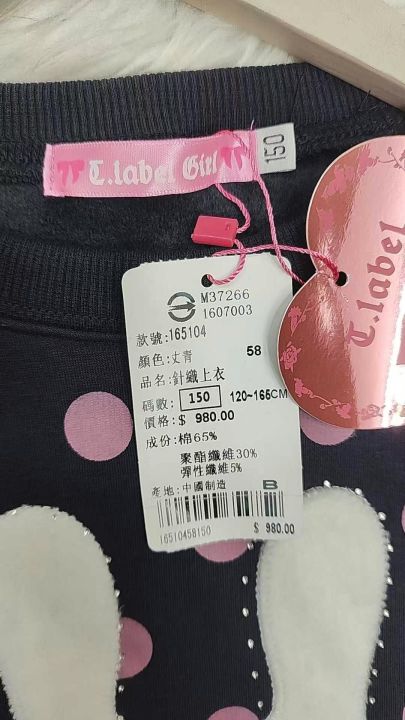 T.label Girl
150
T.label
M37266
1607003
款號:165104
顏色:丈青 58
品名:針織上衣
碼數: 150 120~165CM
價格:$ 980.00
成份:棉65%
聚酯纖維30%
彈性纖維5%
產地:中國制造 B
16510458150 $ 980.00